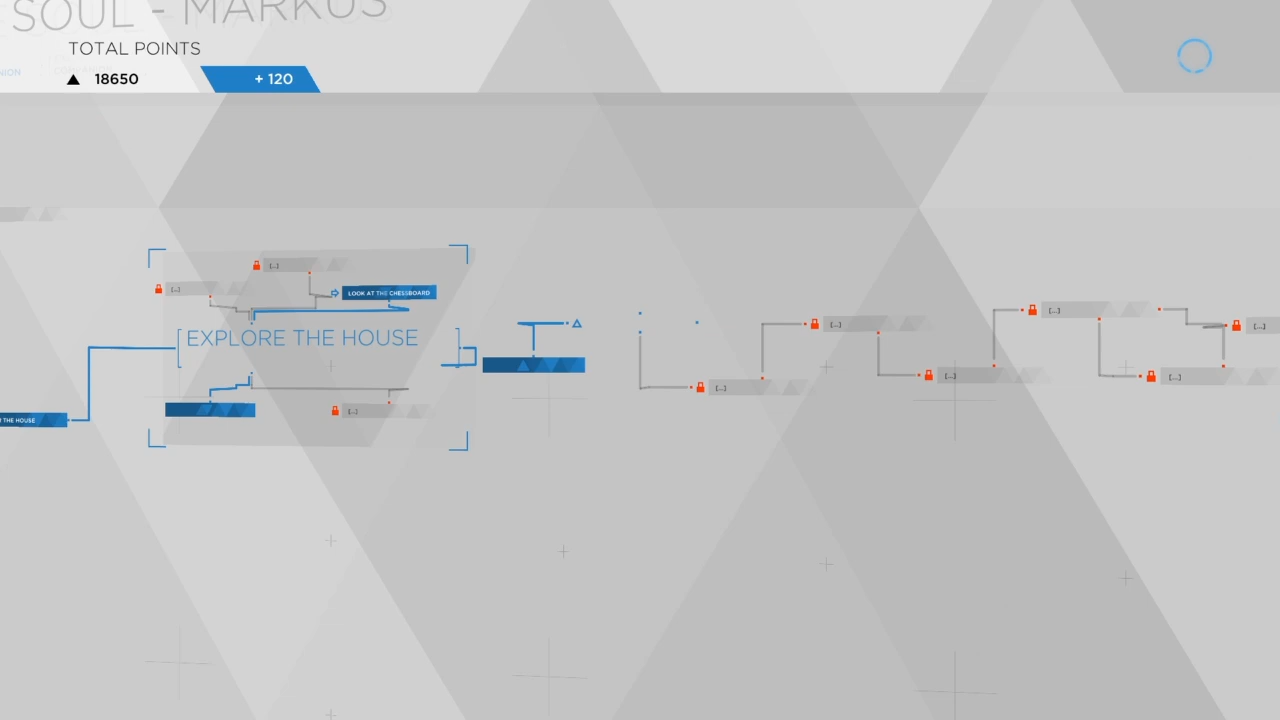 SOUL - MARKUS
TOTAL POINTS
18650
+ 120
[...]
[...]
LOOK AT THE CHESSBOARD
EXPLORE THE HOUSE
[...]
THE HOUSE
[...]
[...]
[...]
[...]
[...]
[...]